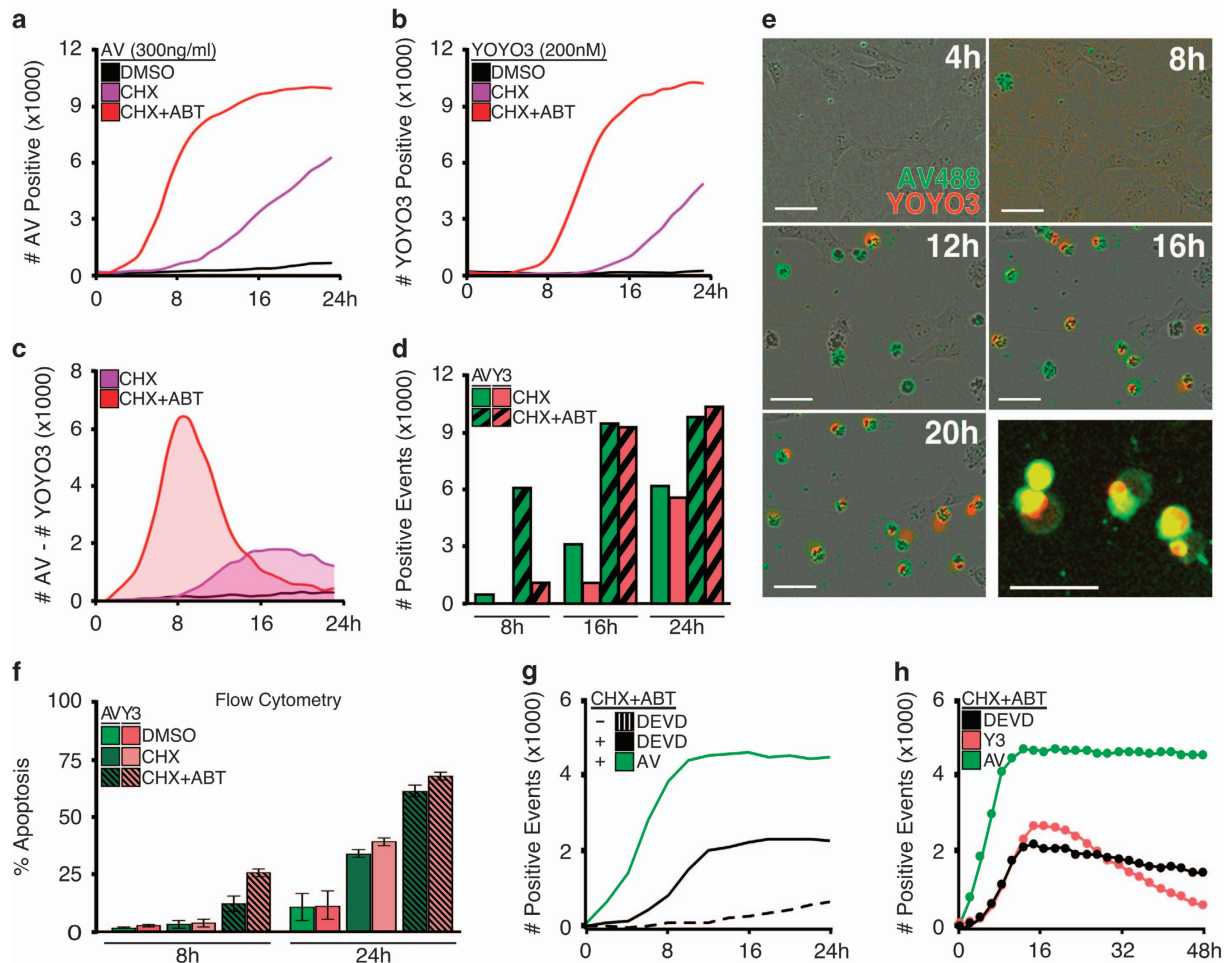 a
AV (300ng/ml)
DMSO
CHX
CHX+ABT
# AV Positive (x1000)
12
9
6
3
0
0 8 16 24h
b
YOYO3 (200nM)
DMSO
CHX
CHX+ABT
# YOYO3 Positive (x1000)
12
9
6
3
0
0 8 16 24h
c
CHX
CHX+ABT
# AV - # YOYO3 (x1000)
8
6
4
2
0
0 8 16 24h
d
AVY3
CHX
CHX+ABT
# Positive Events (x1000)
12
9
6
3
0
8h 16h 24h
e
4h
AV488
YOYO3
8h
12h
16h
20h
f
Flow Cytometry
AVY3
DMSO
CHX
CHX+ABT
% Apoptosis
100
75
50
25
0
8h 24h
g
CHX+ABT
- DEVD
+ DEVD
+ AV
# Positive Events (x1000)
6
4
2
0
0 8 16 24
h
CHX+ABT
DEVD
Y3
AV
# Positive Events (x1000)
6
4
2
0
0 16 32 48h